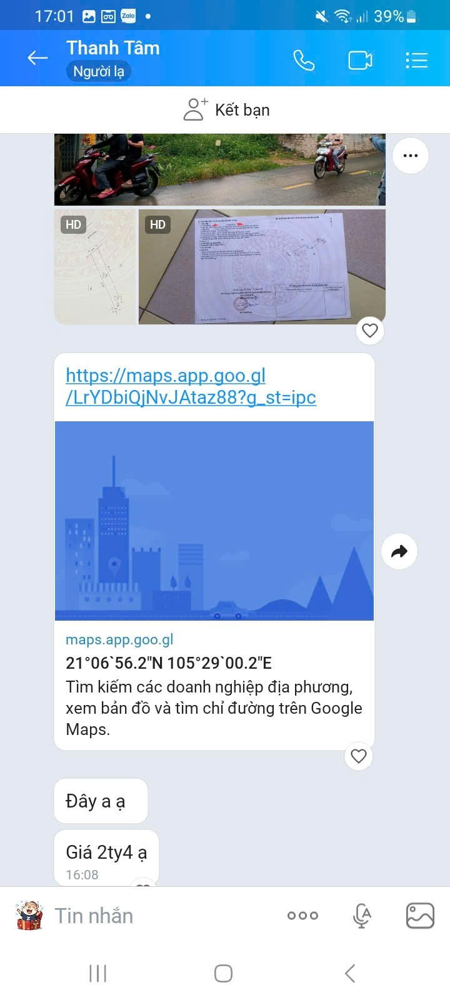 17:01
Zalo
39%
Thanh Tâm
Người lạ
Kết bạn
HD
HD
https://maps.app.goo.gl
/LrYDbiQjNvJAtaz88?g_st=ipc
maps.app.goo.gl
21°06`56.2"N 105°29`00.2"E
Tìm kiếm các doanh nghiệp địa phương,
xem bản đồ và tìm chỉ đường trên Google
Maps.
Đây a ạ
Giá 2ty4 ạ
16:08
Tin nhắn